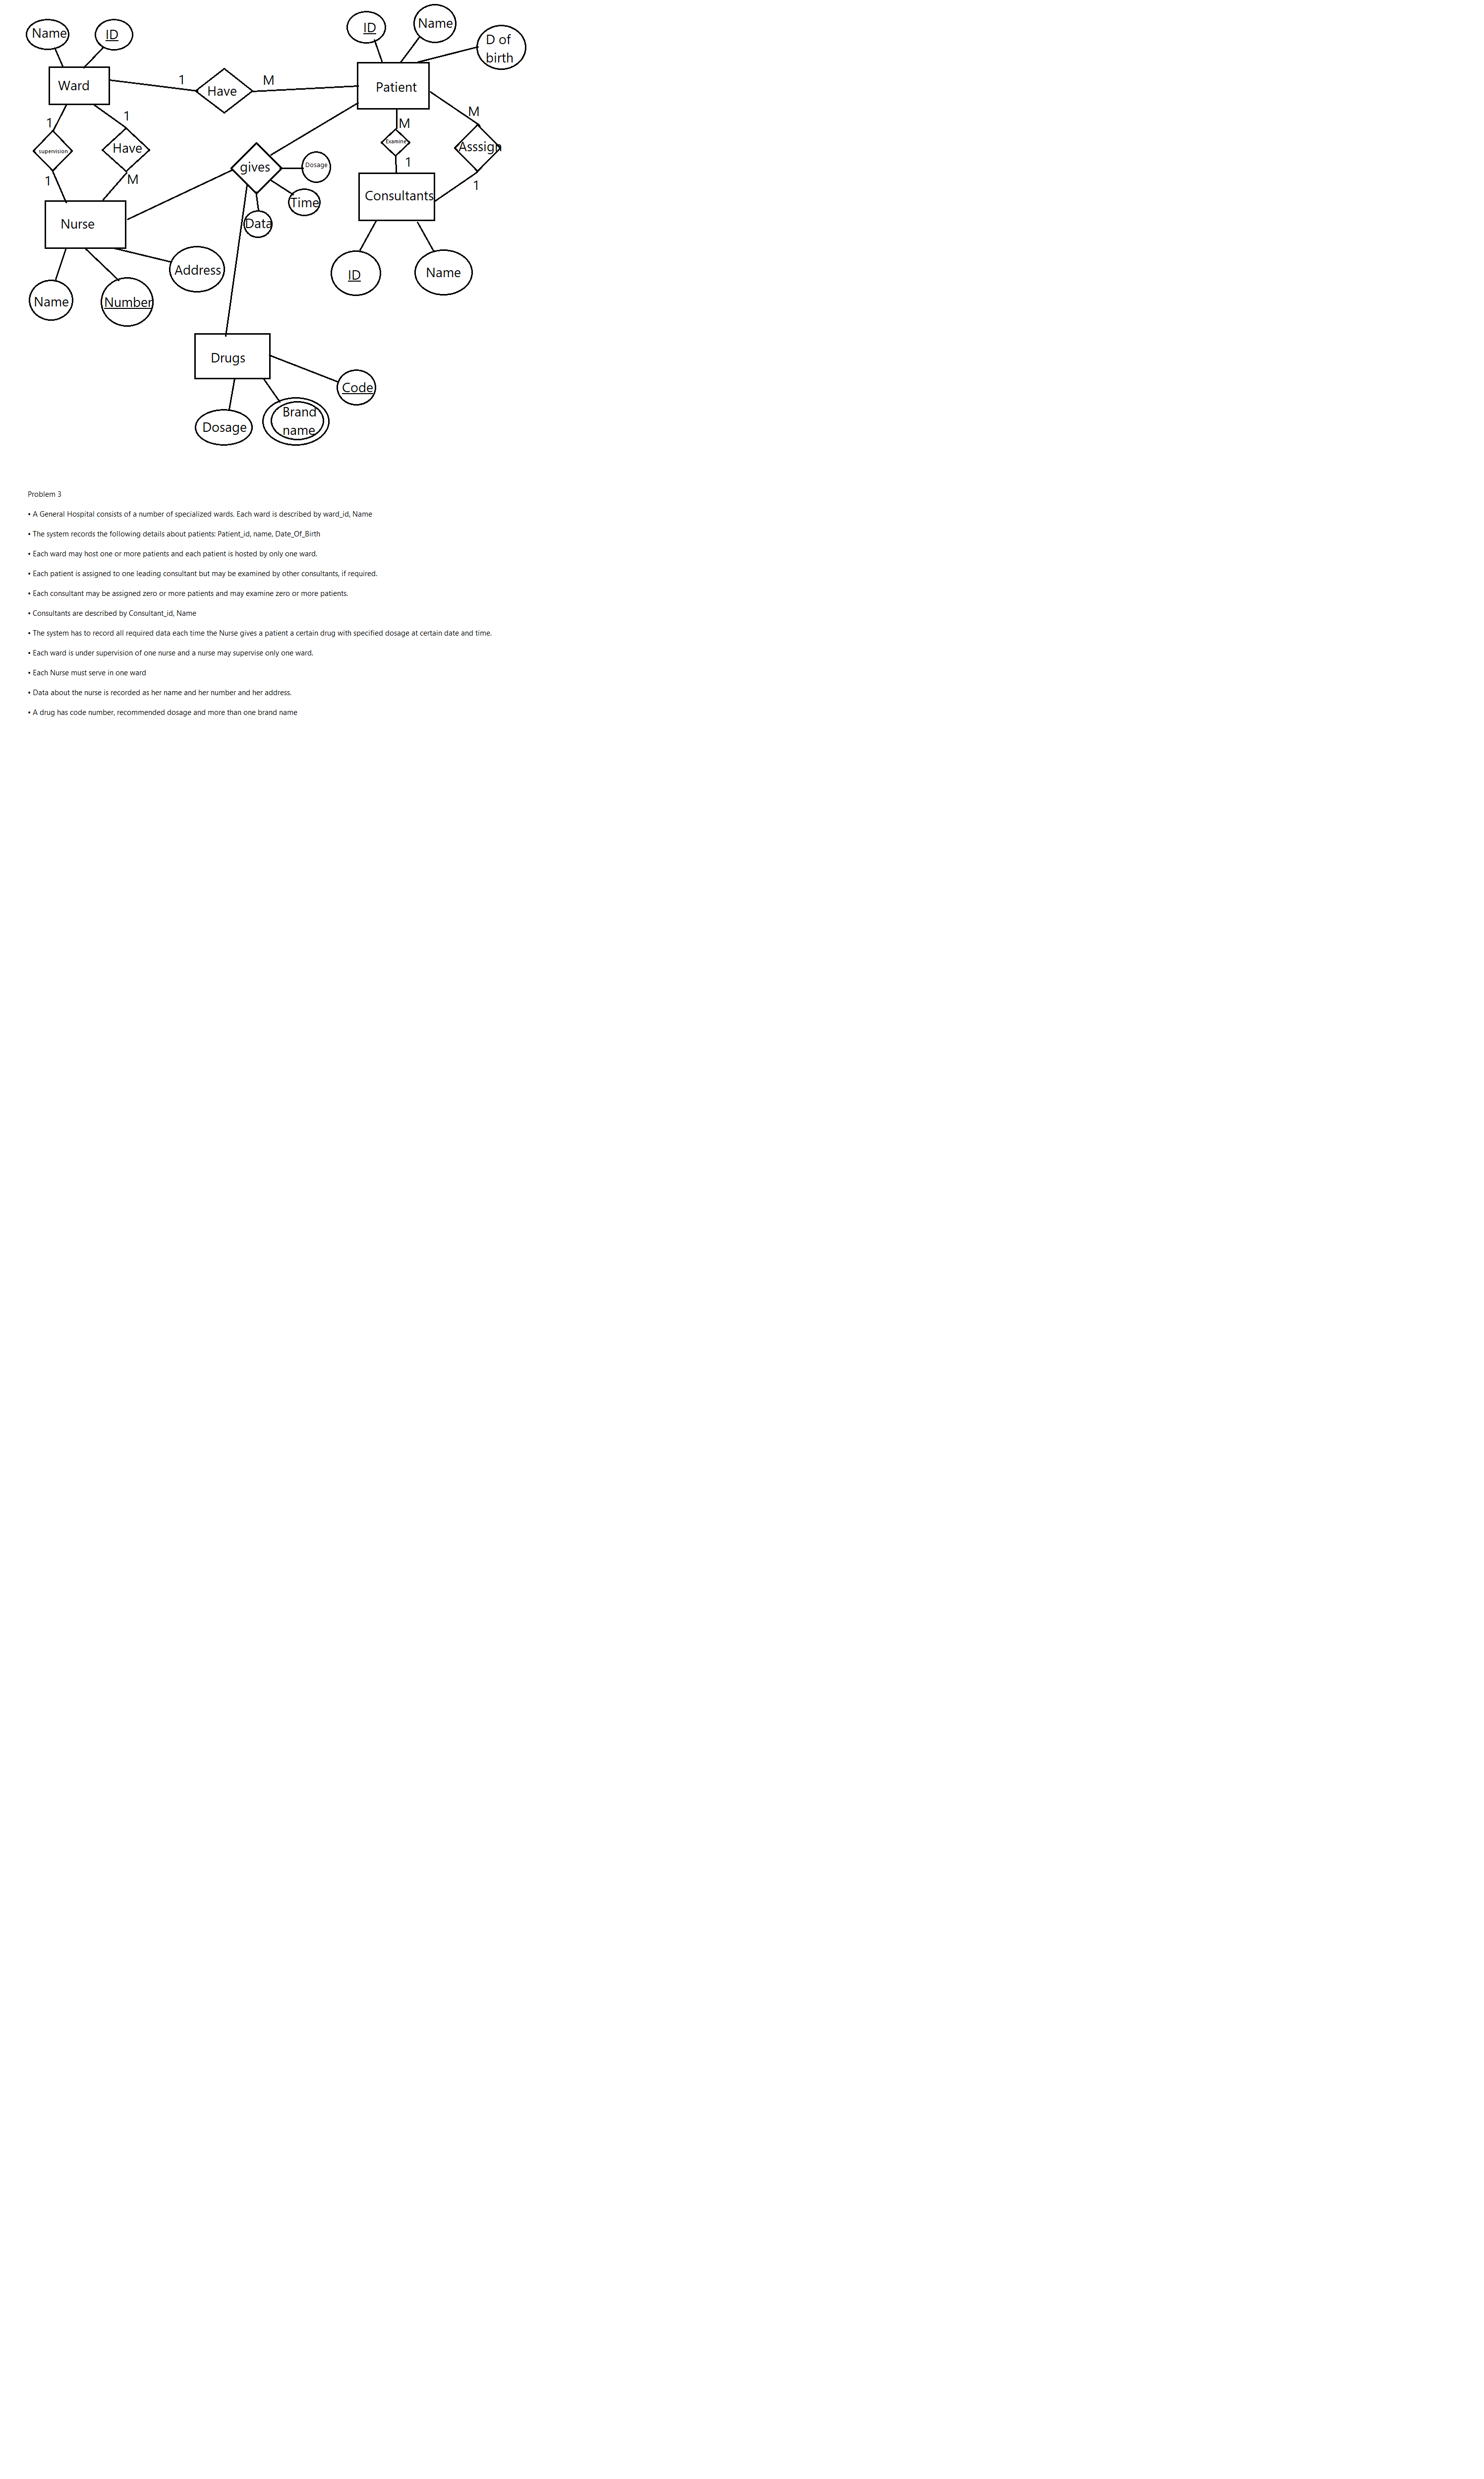 Name
ID
ID
Name
D of
birth
Ward
1
Have
M
Patient
1
1
M
M
supervision
Have
Examine
Asssign
gives
Dosage
1
1
M
1
Consultants
Time
Nurse
Data
Address
ID
Name
Name
Number
Drugs
Code
Dosage
Brand
name
Problem 3
• A General Hospital consists of a number of specialized wards. Each ward is described by ward_id, Name
• The system records the following details about patients: Patient_id, name, Date_Of_Birth
• Each ward may host one or more patients and each patient is hosted by only one ward.
• Each patient is assigned to one leading consultant but may be examined by other consultants, if required.
• Each consultant may be assigned zero or more patients and may examine zero or more patients.
• Consultants are described by Consultant_id, Name
• The system has to record all required data each time the Nurse gives a patient a certain drug with specified dosage at certain date and time.
• Each ward is under supervision of one nurse and a nurse may supervise only one ward.
• Each Nurse must serve in one ward
• Data about the nurse is recorded as her name and her number and her address.
• A drug has code number, recommended dosage and more than one brand name